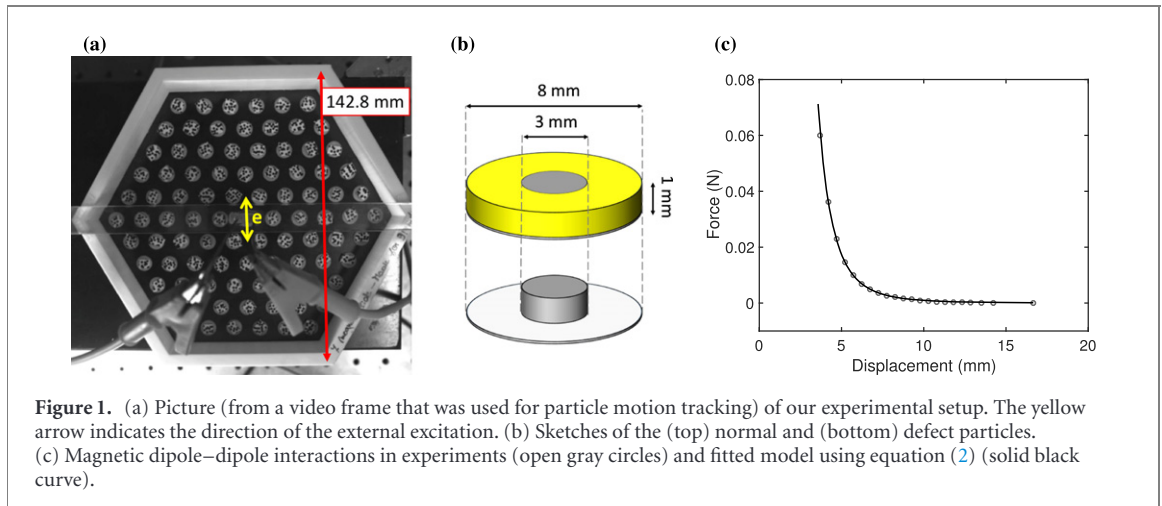 (a)
142.8 mm
e
(b)
8 mm
3 mm
1 mm
(c)
0.08
0.06
0.04
0.02
0
Force (N)
0 5 10 15 20
Displacement (mm)
Figure 1. (a) Picture (from a video frame that was used for particle motion tracking) of our experimental setup. The yellow
arrow indicates the direction of the external excitation. (b) Sketches of the (top) normal and (bottom) defect particles.
(c) Magnetic dipole–dipole interactions in experiments (open gray circles) and fitted model using equation (2) (solid black
curve).